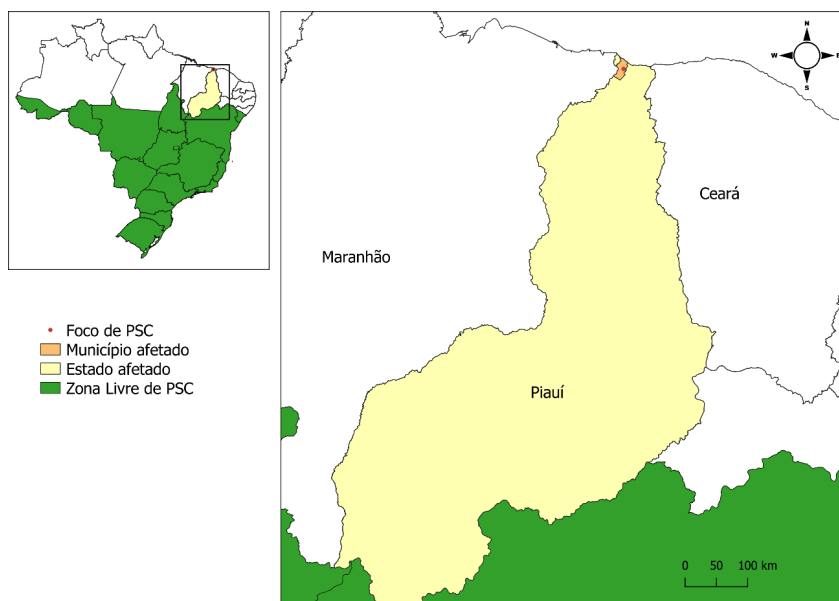 N
W E
S
Ceará
Maranhão
Piauí
Foco de PSC
Município afetado
Estado afetado
Zona Livre de PSC
0 50 100 km